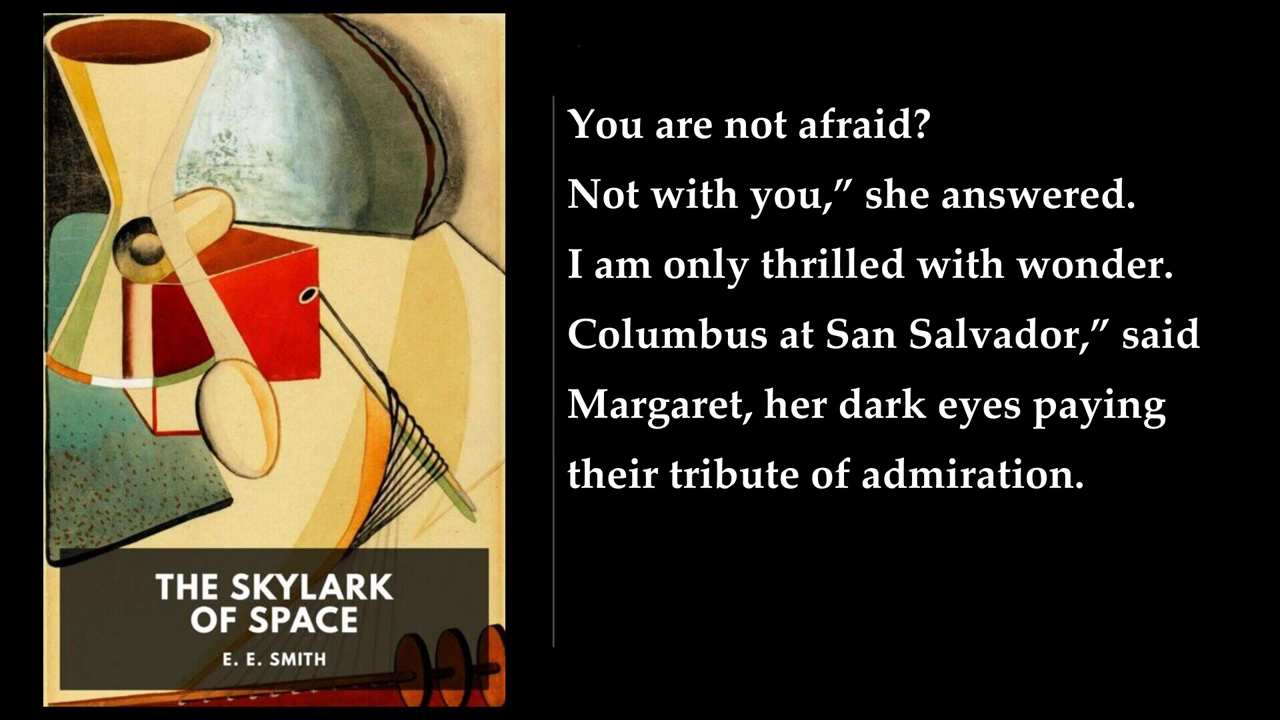 You are not afraid?
Not with you,” she answered.
I am only thrilled with wonder.
Columbus at San Salvador,” said
Margaret, her dark eyes paying
their tribute of admiration.
THE SKYLARK
OF SPACE
E. E. SMITH